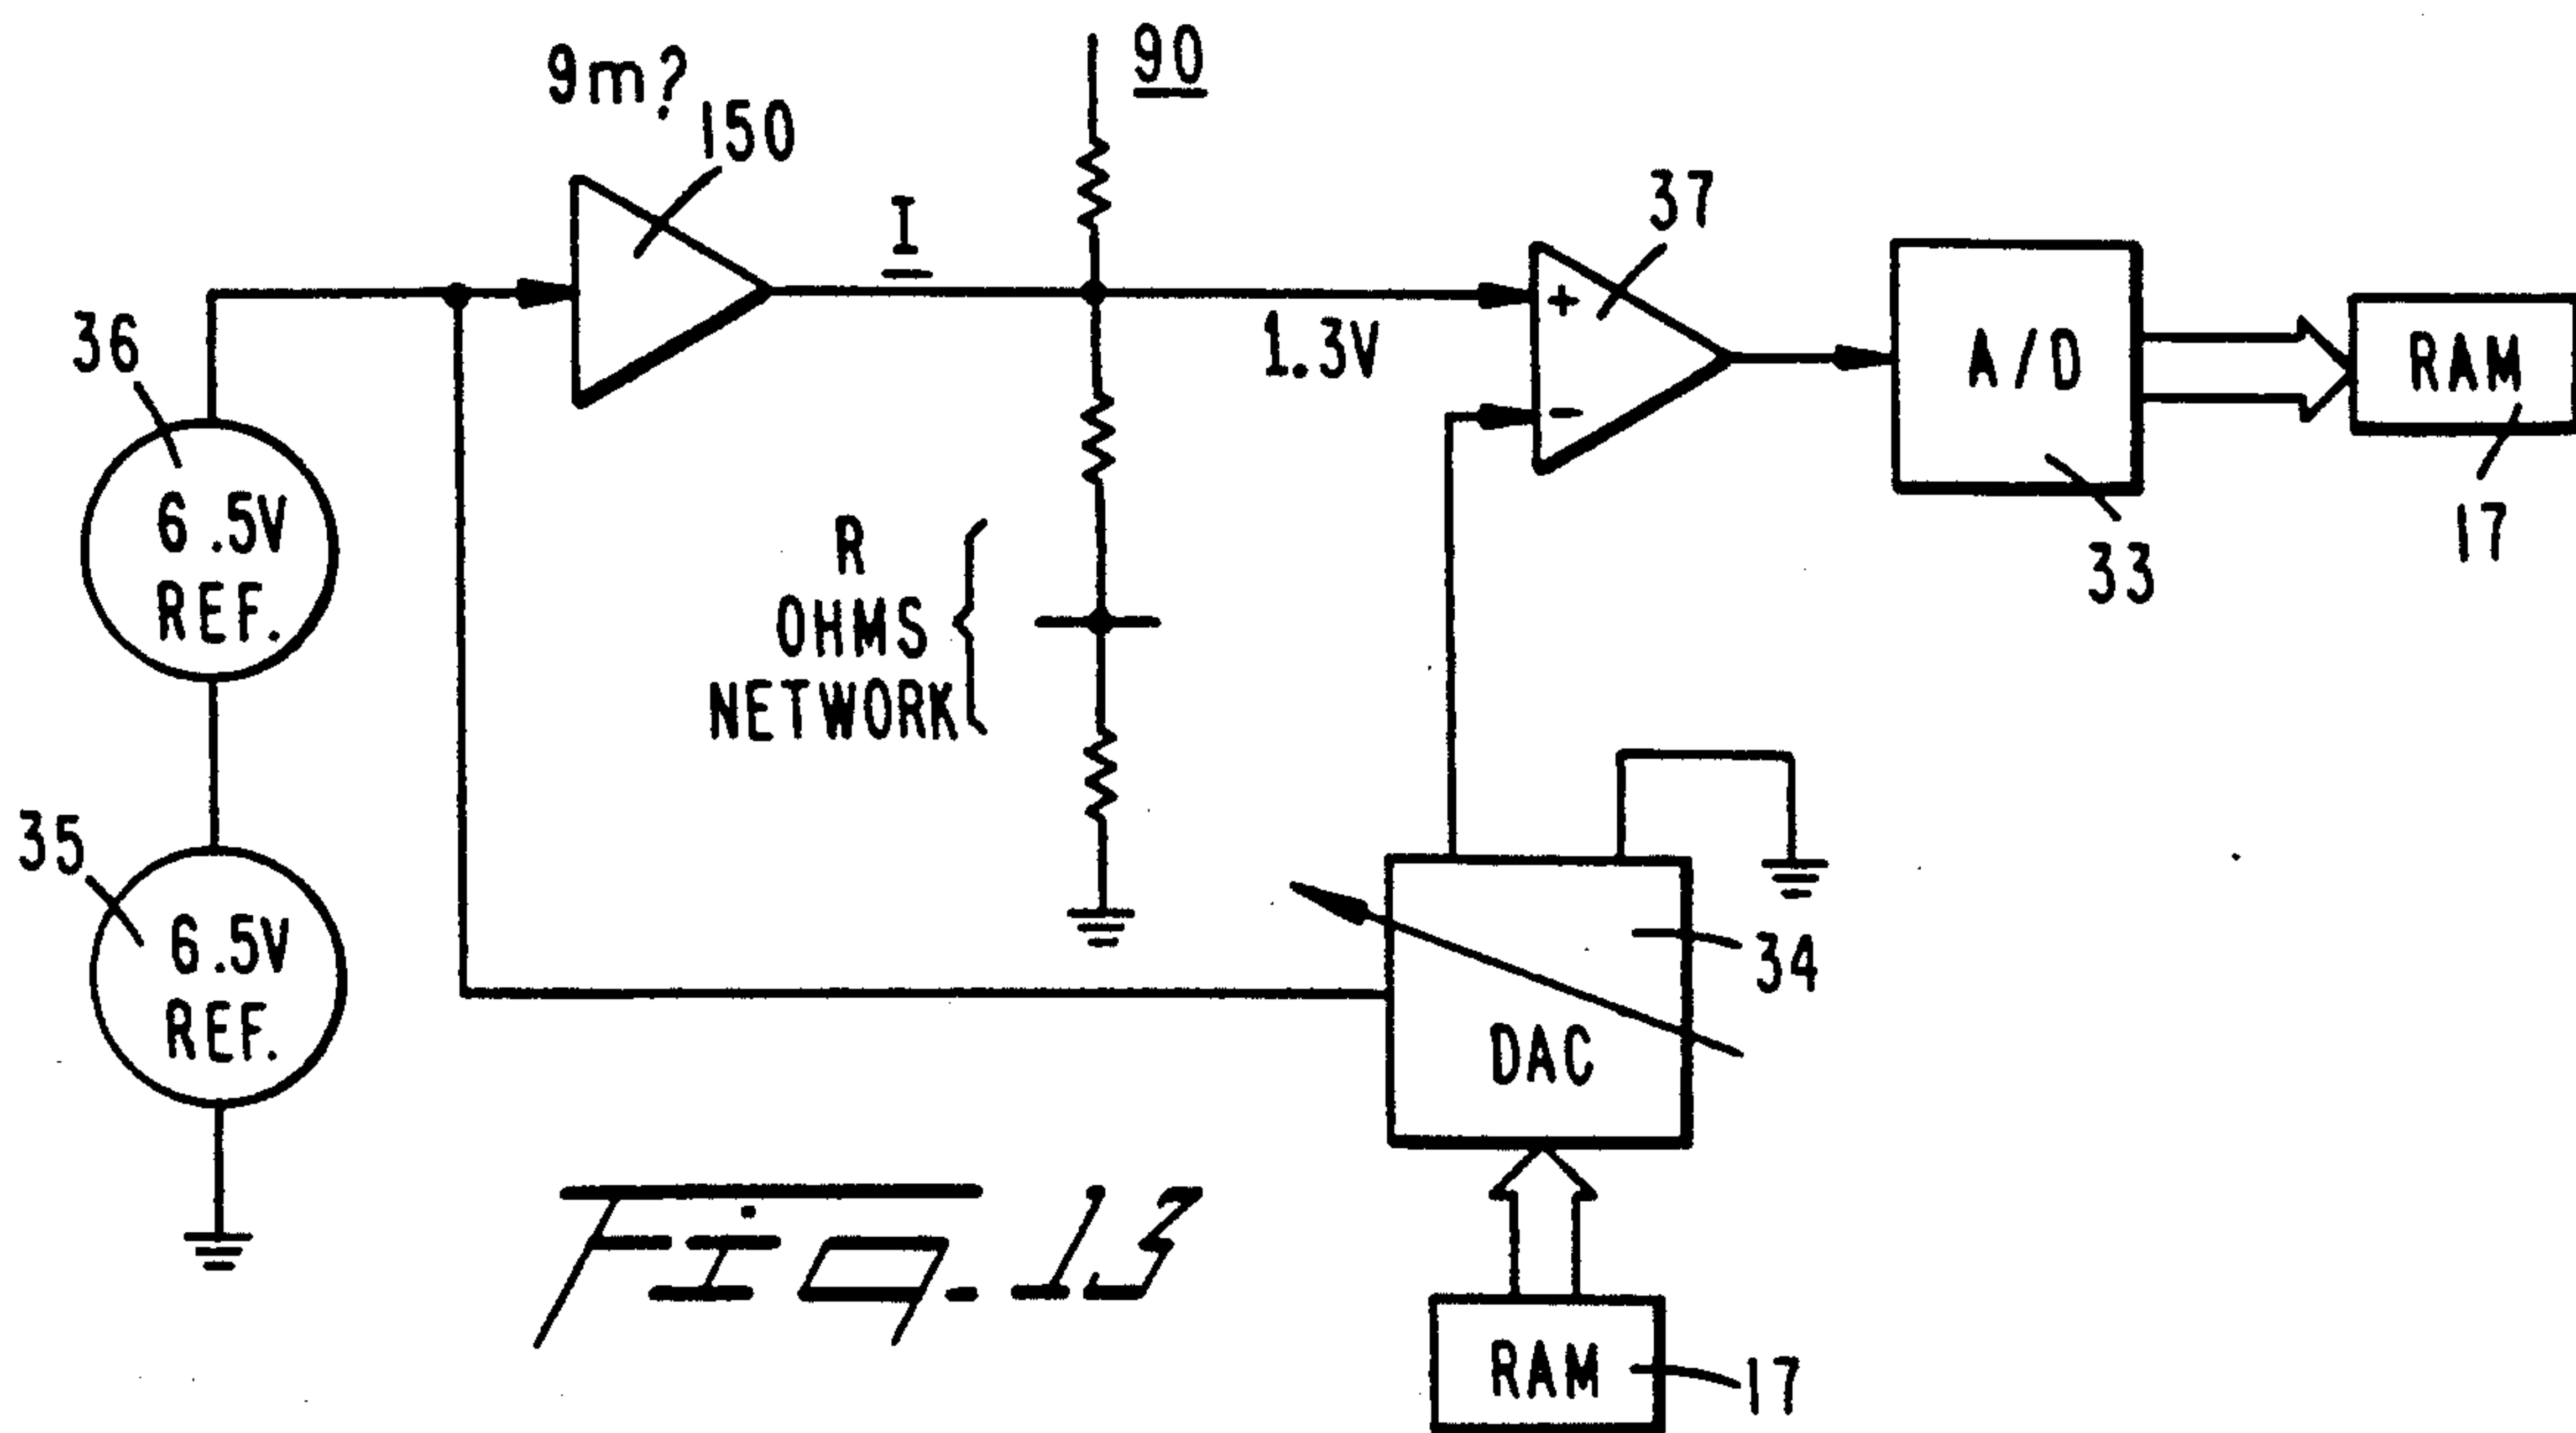 9m?
150
90
I
37
36
6.5V
REF.
1.3V
+
-
A/D
33
RAM
17
R
OHMS
NETWORK
35
6.5V
REF.
34
DAC
RAM
17
Fig. 13